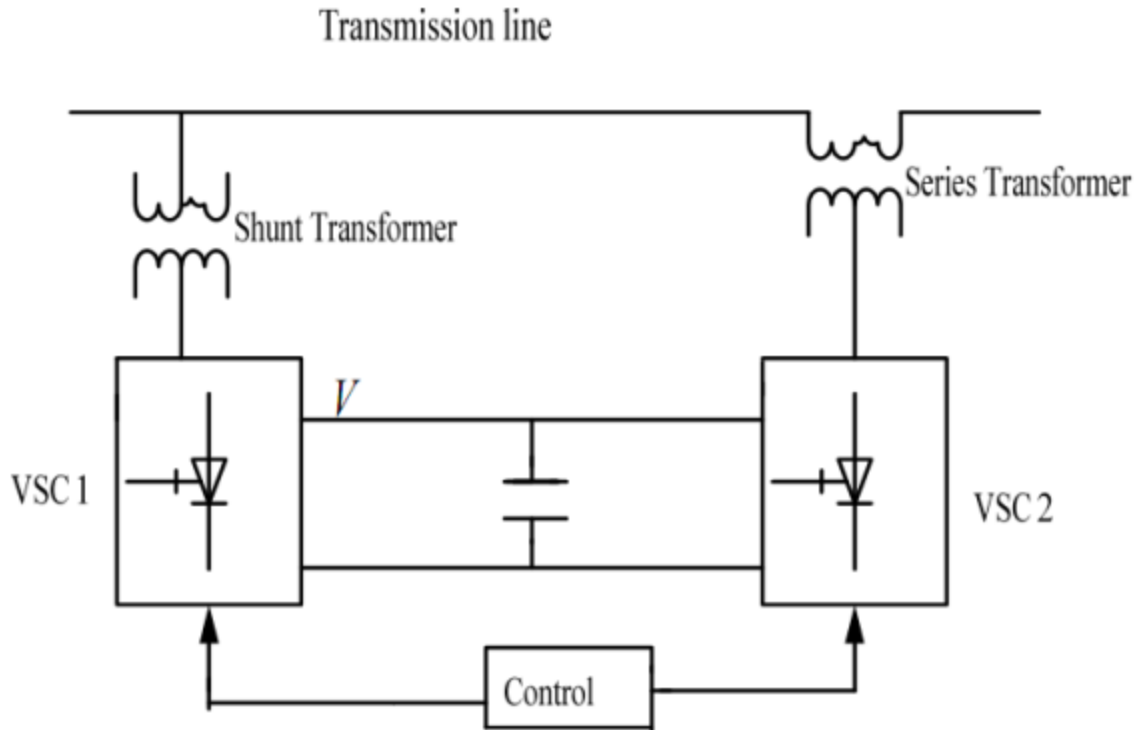 Transmission line
Series Transformer
Shunt Transformer
V
VSC 1
VSC 2
Control